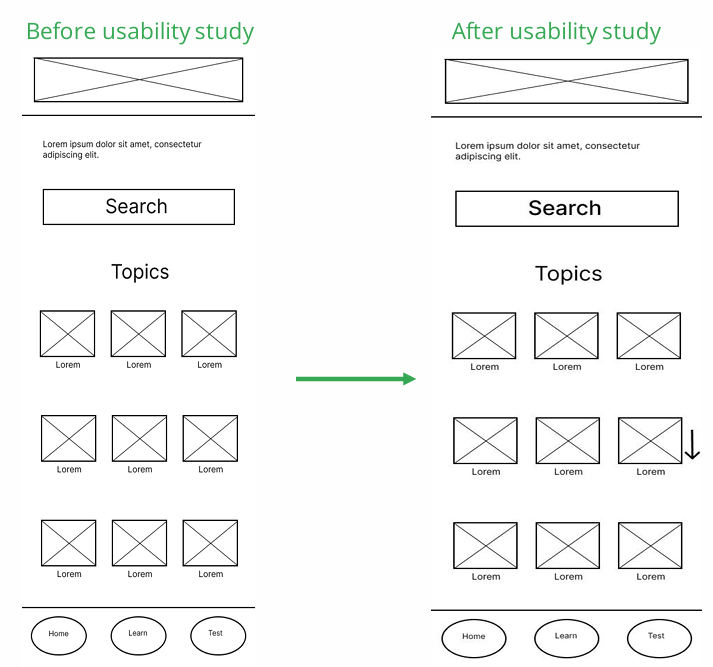 Before usability study
Lorem ipsum dolor sit amet, consectetur
adipiscing elit.
Search
Topics
Lorem Lorem Lorem
Lorem Lorem Lorem
Lorem Lorem Lorem
Home Learn Test
After usability study
Lorem ipsum dolor sit amet, consectetur
adipiscing elit.
Search
Topics
Lorem Lorem Lorem
Lorem Lorem Lorem
Lorem Lorem Lorem
Home Learn Test